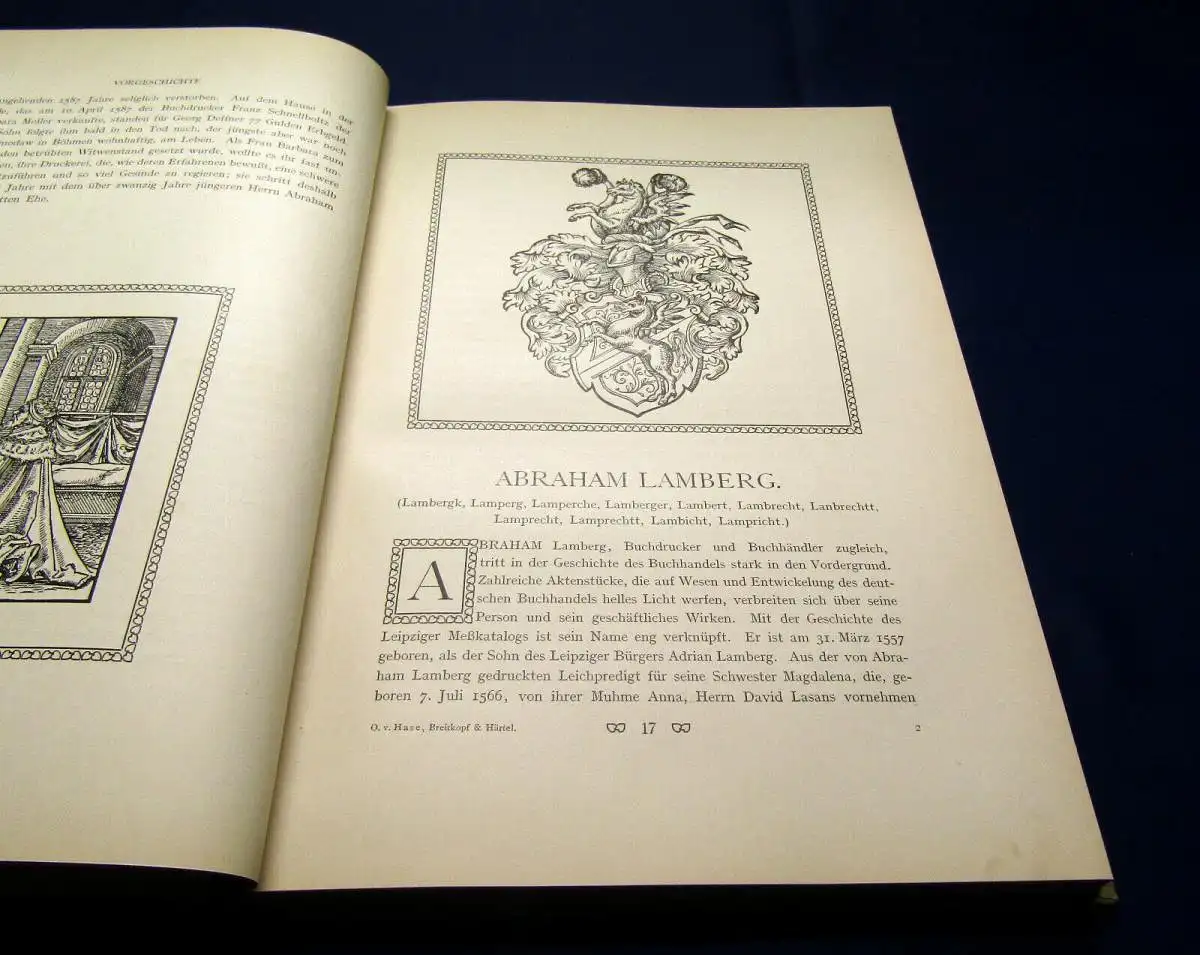 VORGESCHICHTE
angehenden 1587 Jahre seliglich verstorben. Auf dem Hause in der
das am 10. April 1587 des Buchdrucker Franz Schnellboltz der
verkaufte, standen für Georg Deffner 77 Gulden Erbgeld.
Sohn folgte ihm bald in den Tod nach, der jüngste aber war noch
in Böhmen wohnhaftig, am Leben. Als Frau Barbara zum
den betrübten Witwenstand gesetzt wurde, wollte es ihr fast un-
ihre Druckerei, die, wie deren Erfahrenen bewußt, eine schwere
zuführen und so viel Gesinde zu regieren; sie schritt deshalb
Jahre mit dem über zwanzig Jahre jüngeren Herrn Abraham
Ehe.
ABRAHAM LAMBERG.
(Lambergk, Lamperg, Lamperche, Lamberger, Lambert, Lambrecht, Lanbrechtt,
Lamprecht, Lamprechtt, Lambicht, Lampricht.)
ABRAHAM Lamberg, Buchdrucker und Buchhändler zugleich,
tritt in der Geschichte des Buchhandels stark in den Vordergrund.
Zahlreiche Aktenstücke, die auf Wesen und Entwickelung des deut-
schen Buchhandels helles Licht werfen, verbreiten sich über seine
Person und sein geschäftliches Wirken. Mit der Geschichte des
Leipziger Meßkatalogs ist sein Name eng verknüpft. Er ist am 31. März 1557
geboren, als der Sohn des Leipziger Bürgers Adrian Lamberg. Aus der von Abra-
ham Lamberg gedruckten Leichpredigt für seine Schwester Magdalena, die, ge-
boren 7. Juli 1566, von ihrer Muhme Anna, Herrn David Lasans vornehmen
O. v. Hase, Breitkopf & Härtel.
17
2